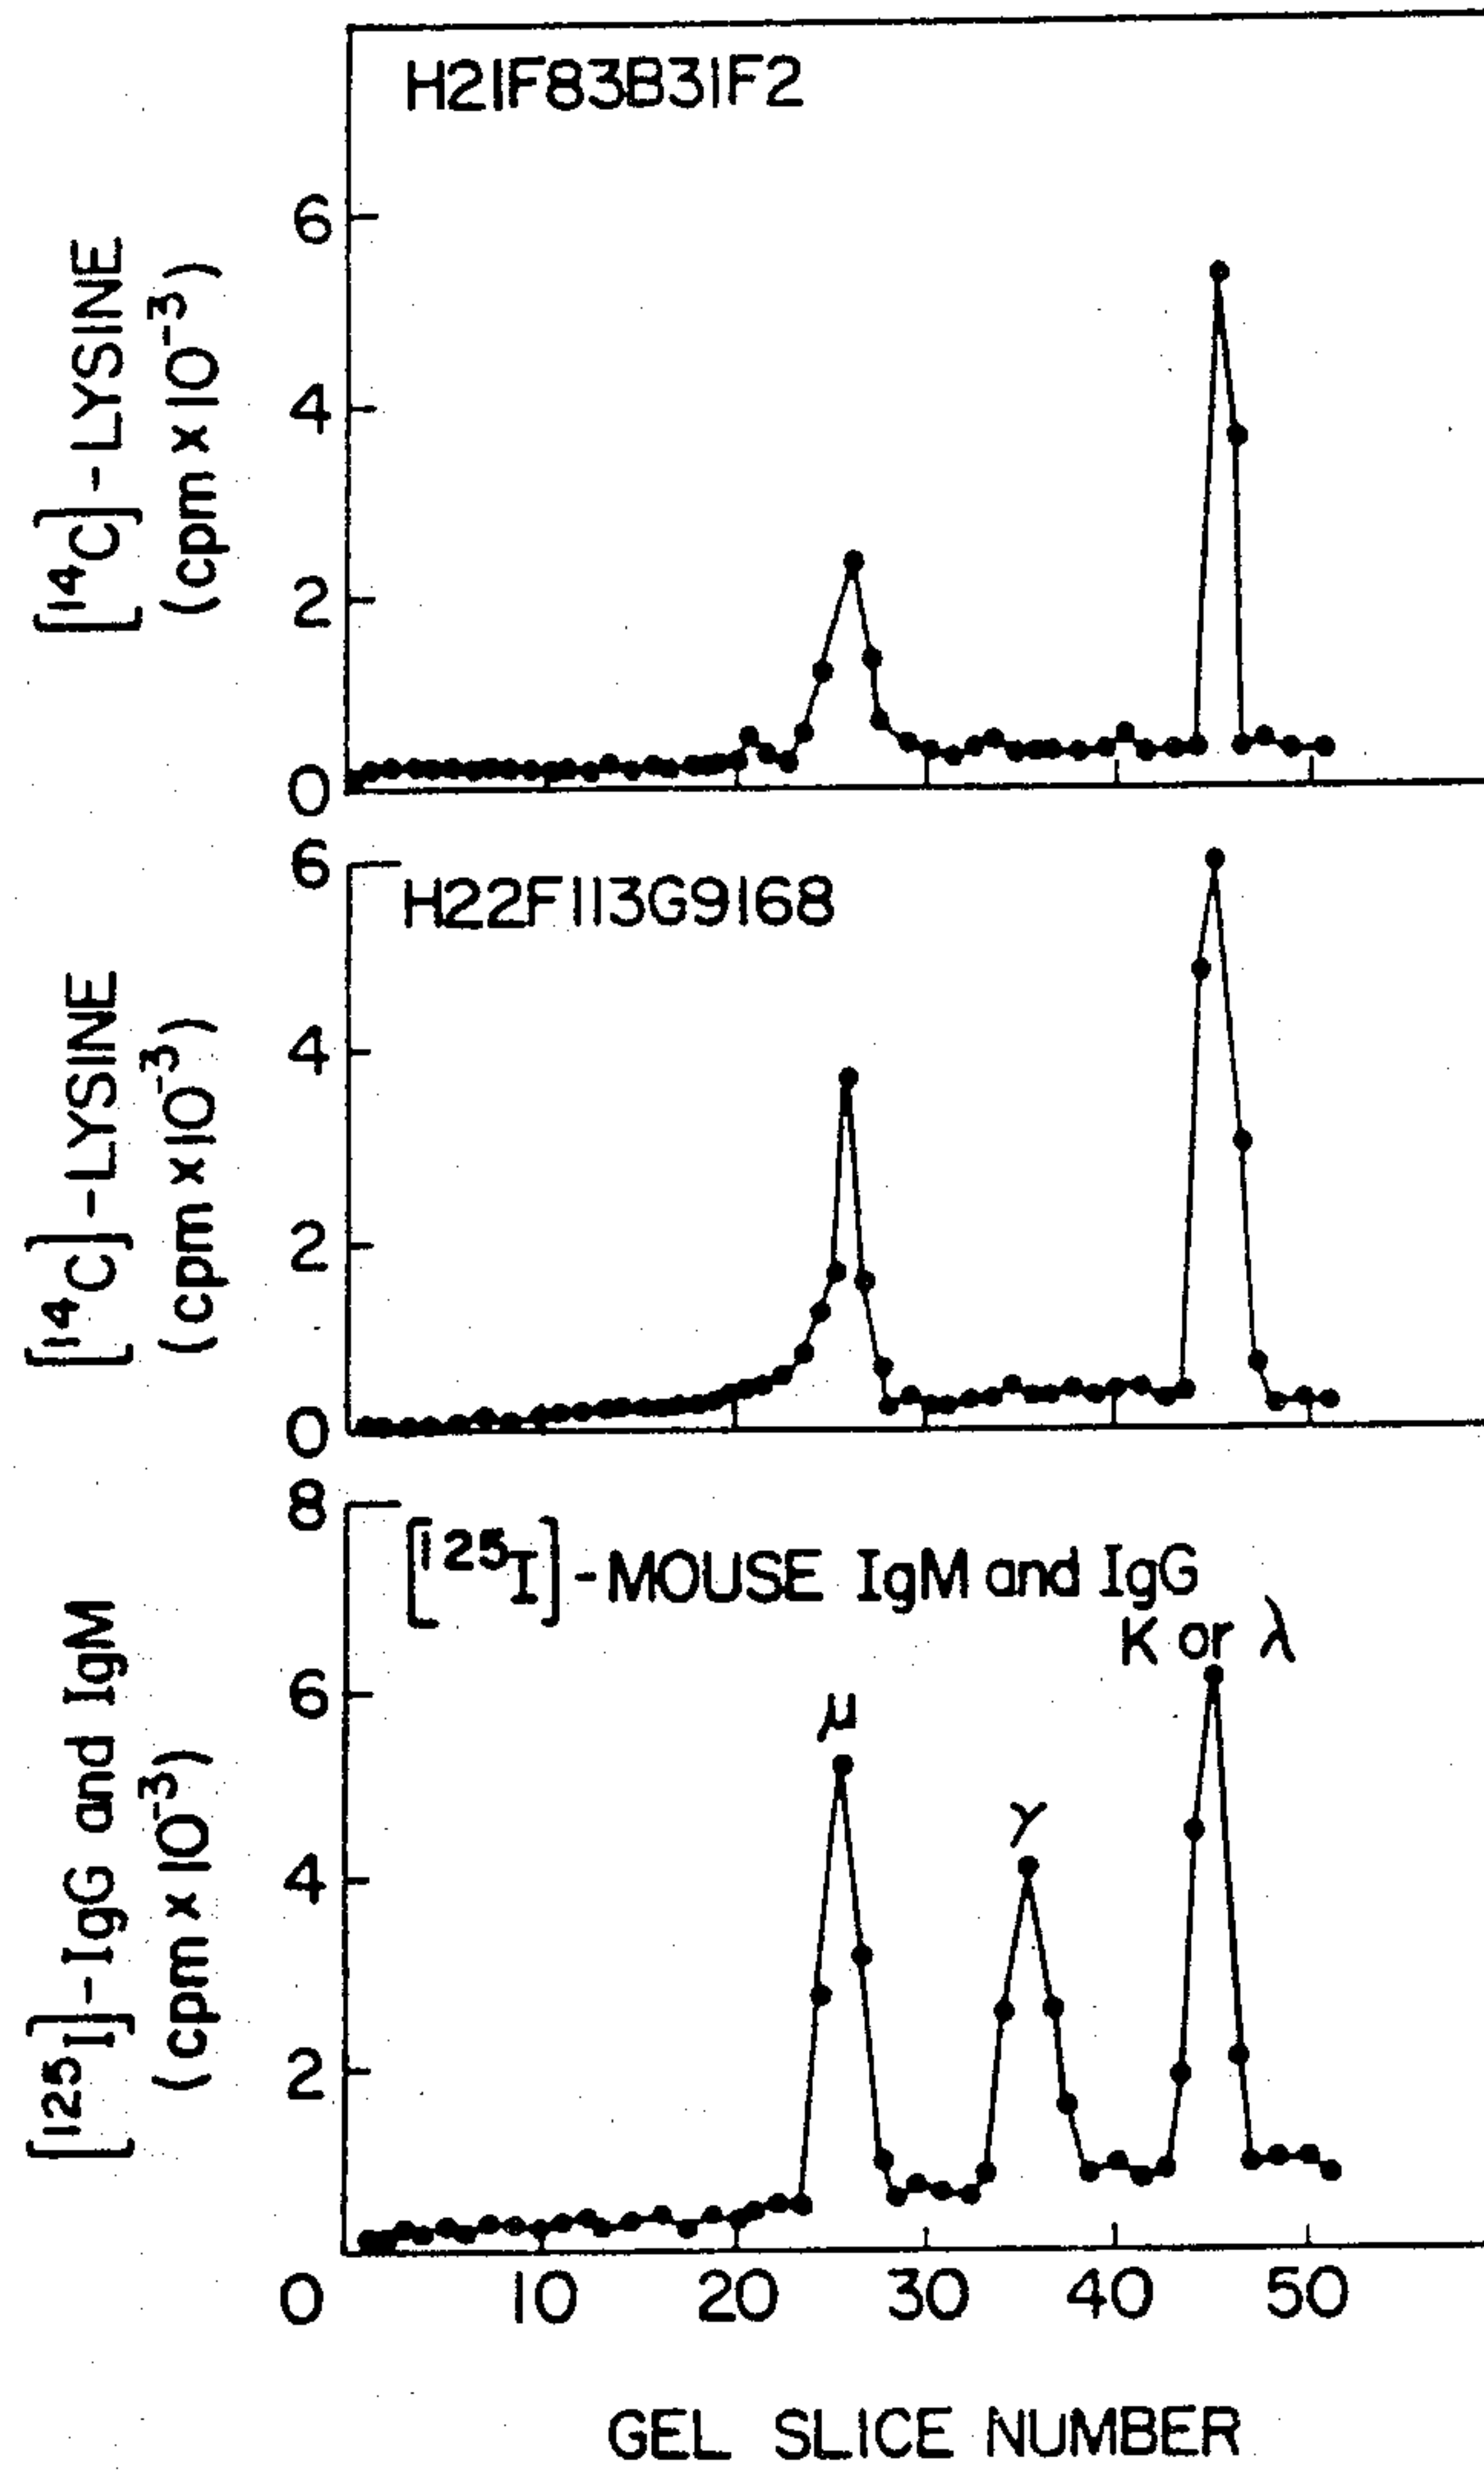 H21F83B31F2
[¹⁴C]-LYSINE
(cpm x 10⁻³)
6
4
2
0
H22F113G9168
[¹⁴C]-LYSINE
(cpm x 10⁻³)
6
4
2
0
[¹²⁵I]-MOUSE IgM and IgG
K or λ
μ
γ
[¹²⁵I]-IgG and IgM
(cpm x 10⁻³)
8
6
4
2
0 10 20 30 40 50
GEL SLICE NUMBER